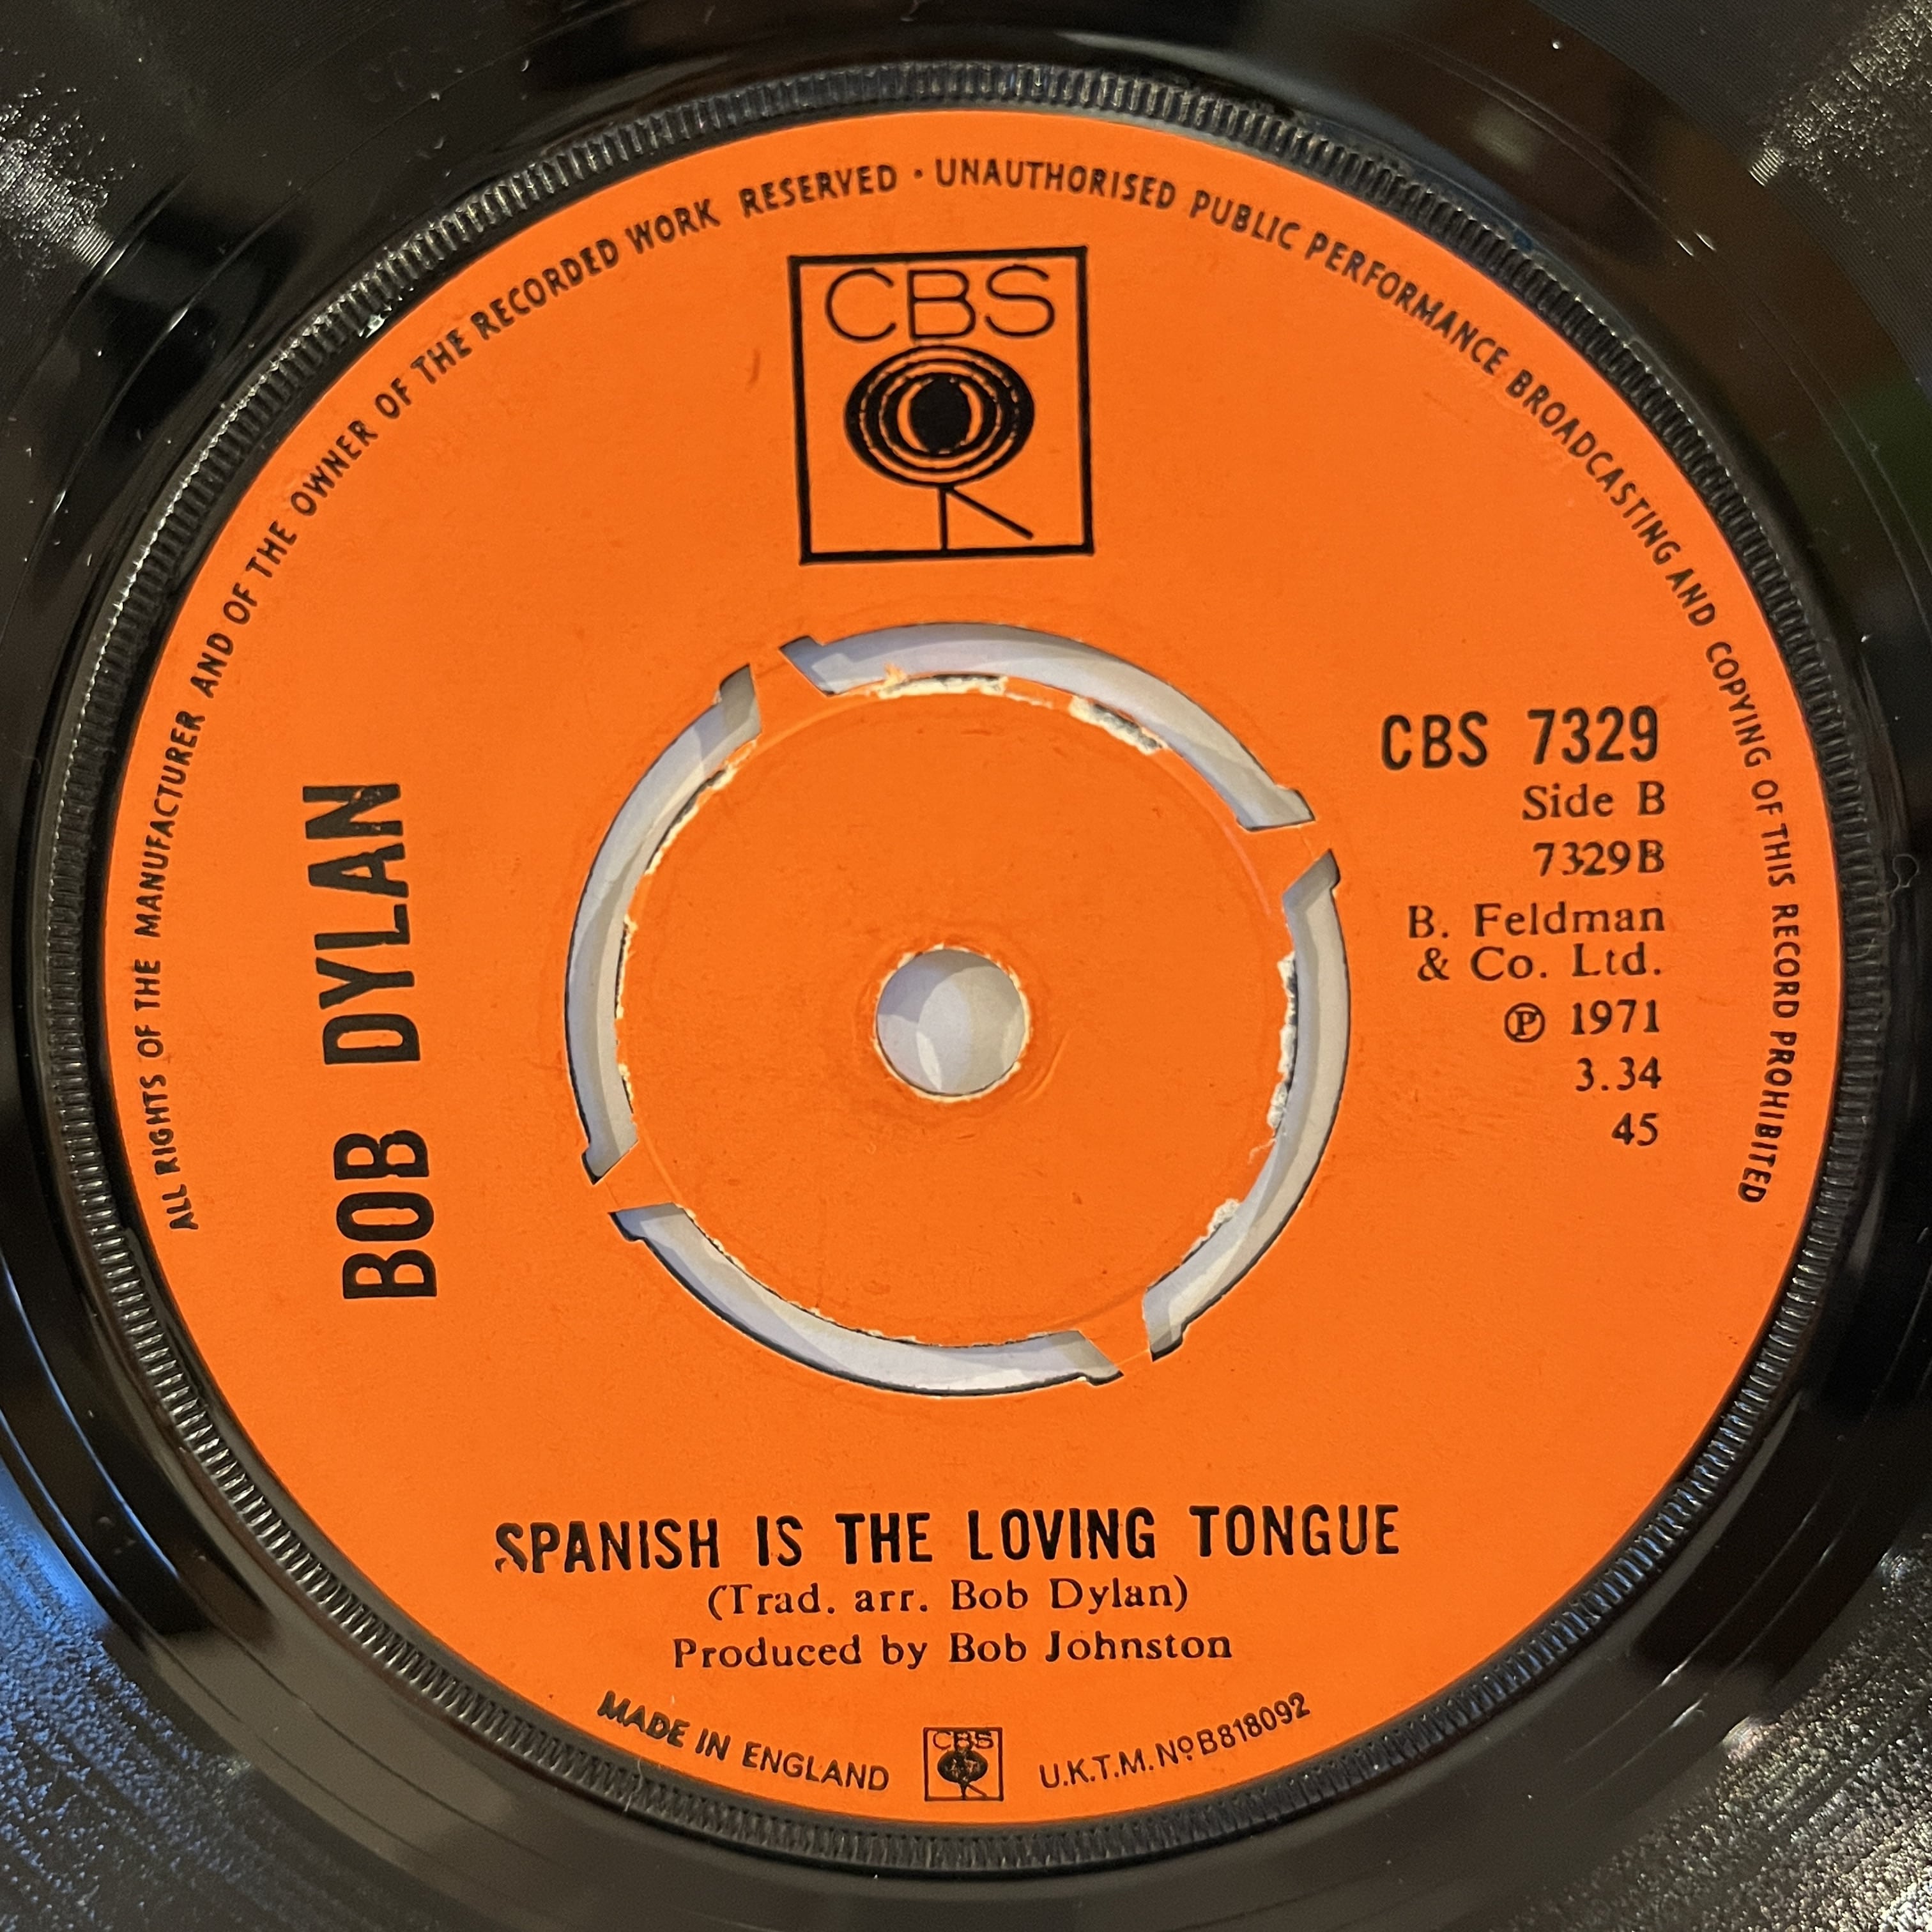 ALL RIGHTS OF THE MANUFACTURER AND OF THE OWNER OF THE RECORDED WORK RESERVED · UNAUTHORISED PUBLIC PERFORMANCE BROADCASTING AND COPYING OF THIS RECORD PROHIBITED
CBS
BOB DYLAN
CBS 7329
Side B
7329B
B. Feldman
& Co. Ltd.
℗ 1971
3.34
45
SPANISH IS THE LOVING TONGUE
(Trad. arr. Bob Dylan)
Produced by Bob Johnston
MADE IN ENGLAND CBS U.K.T.M. Nº B818092